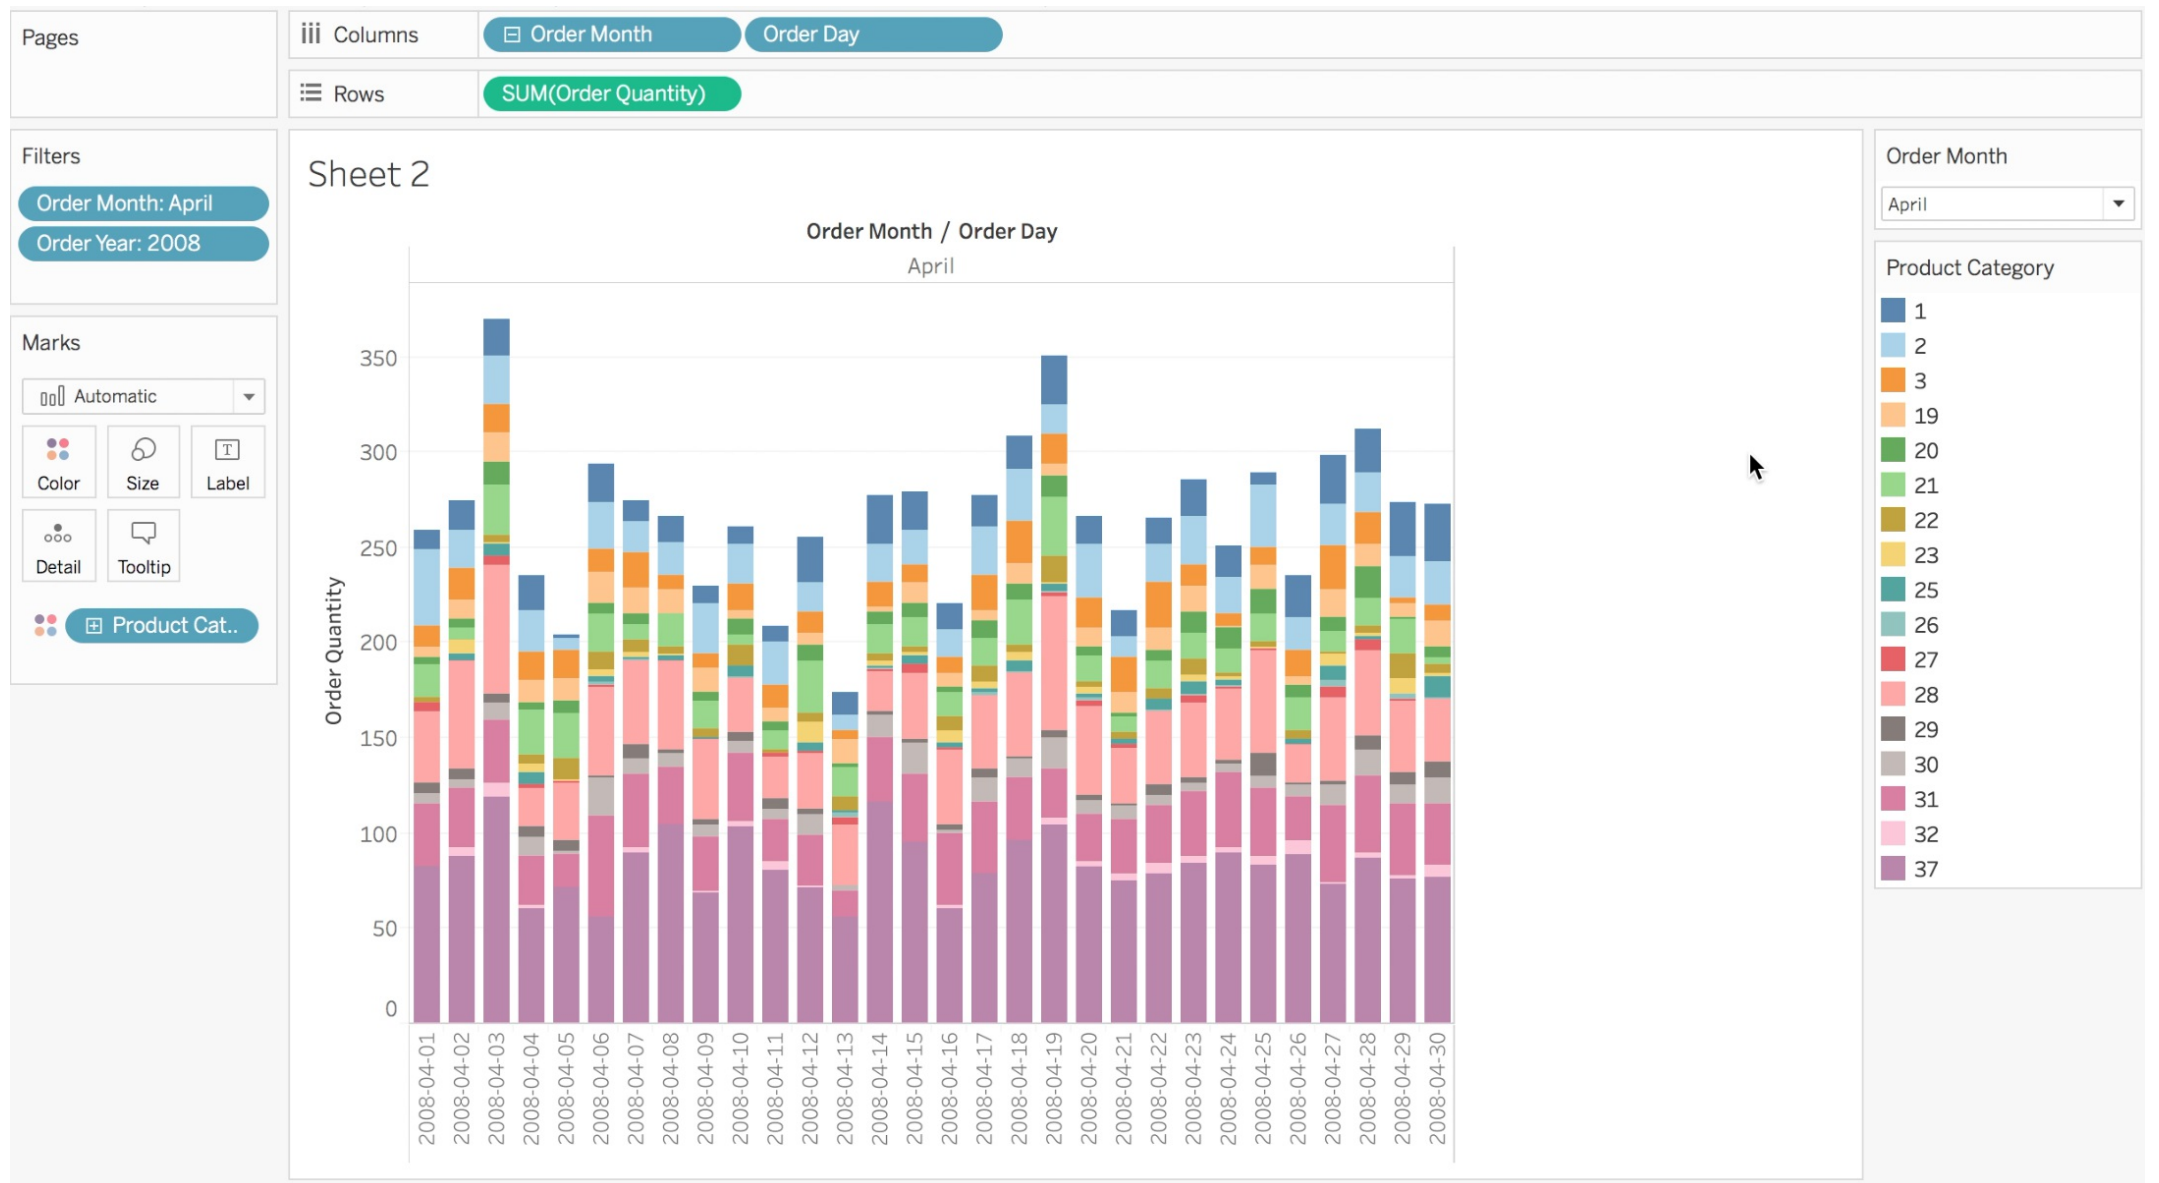 Pages
Columns
Order Month
Order Day
Rows
SUM(Order Quantity)
Filters
Order Month: April
Order Year: 2008
Marks
Automatic
Color
Size
T
Label
Detail
Tooltip
Product Cat..
Sheet 2
Order Month / Order Day
April
Order Quantity
350
300
250
200
150
100
50
0
2008-04-01
2008-04-02
2008-04-03
2008-04-04
2008-04-05
2008-04-06
2008-04-07
2008-04-08
2008-04-09
2008-04-10
2008-04-11
2008-04-12
2008-04-13
2008-04-14
2008-04-15
2008-04-16
2008-04-17
2008-04-18
2008-04-19
2008-04-20
2008-04-21
2008-04-22
2008-04-23
2008-04-24
2008-04-25
2008-04-26
2008-04-27
2008-04-28
2008-04-29
2008-04-30
Order Month
April
Product Category
1
2
3
19
20
21
22
23
25
26
27
28
29
30
31
32
37